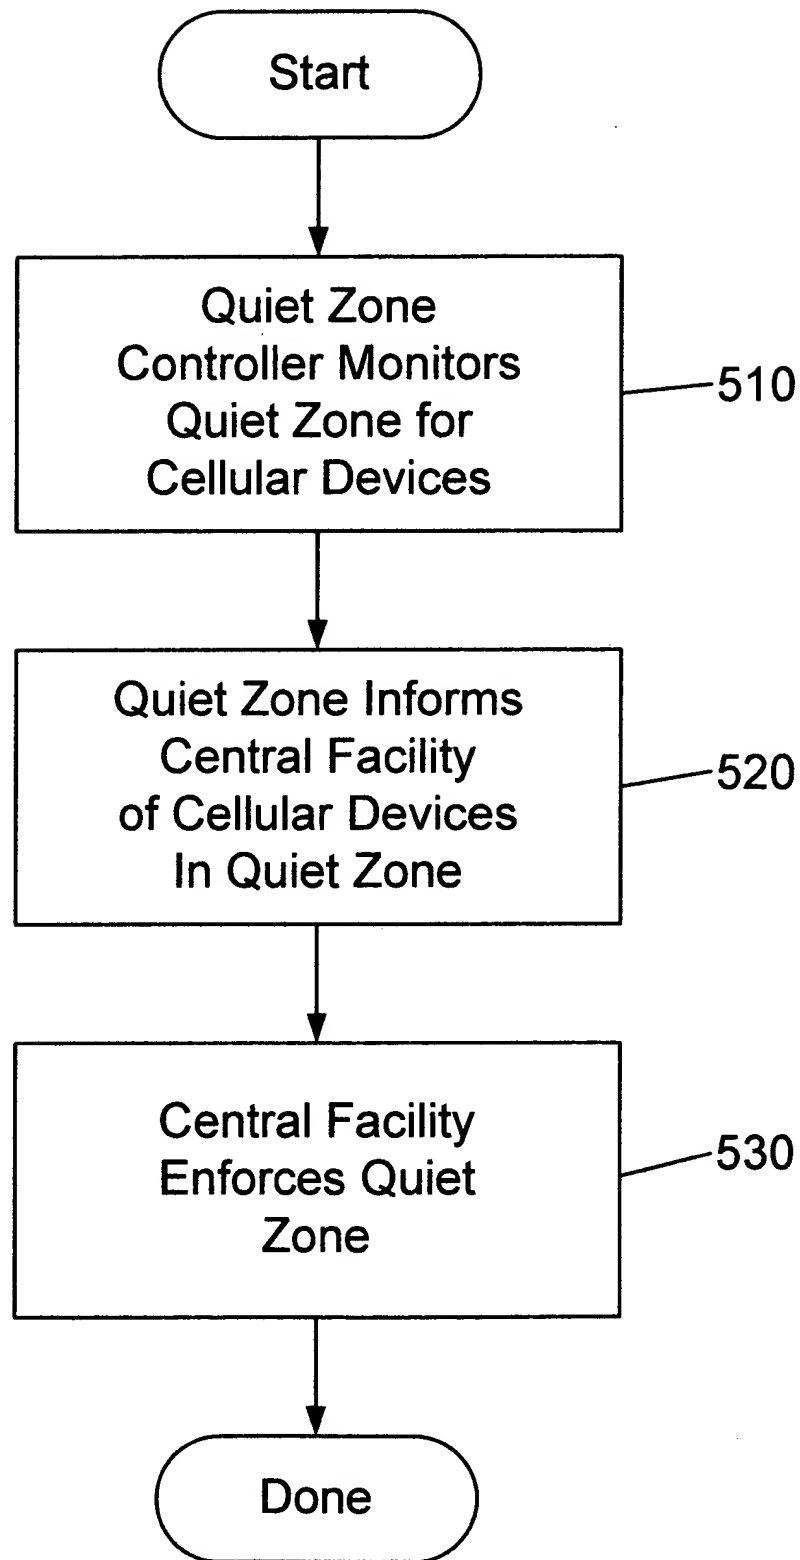 Start
Quiet Zone
Controller Monitors
Quiet Zone for
Cellular Devices
510
Quiet Zone Informs
Central Facility
of Cellular Devices
In Quiet Zone
520
Central Facility
Enforces Quiet
Zone
530
Done